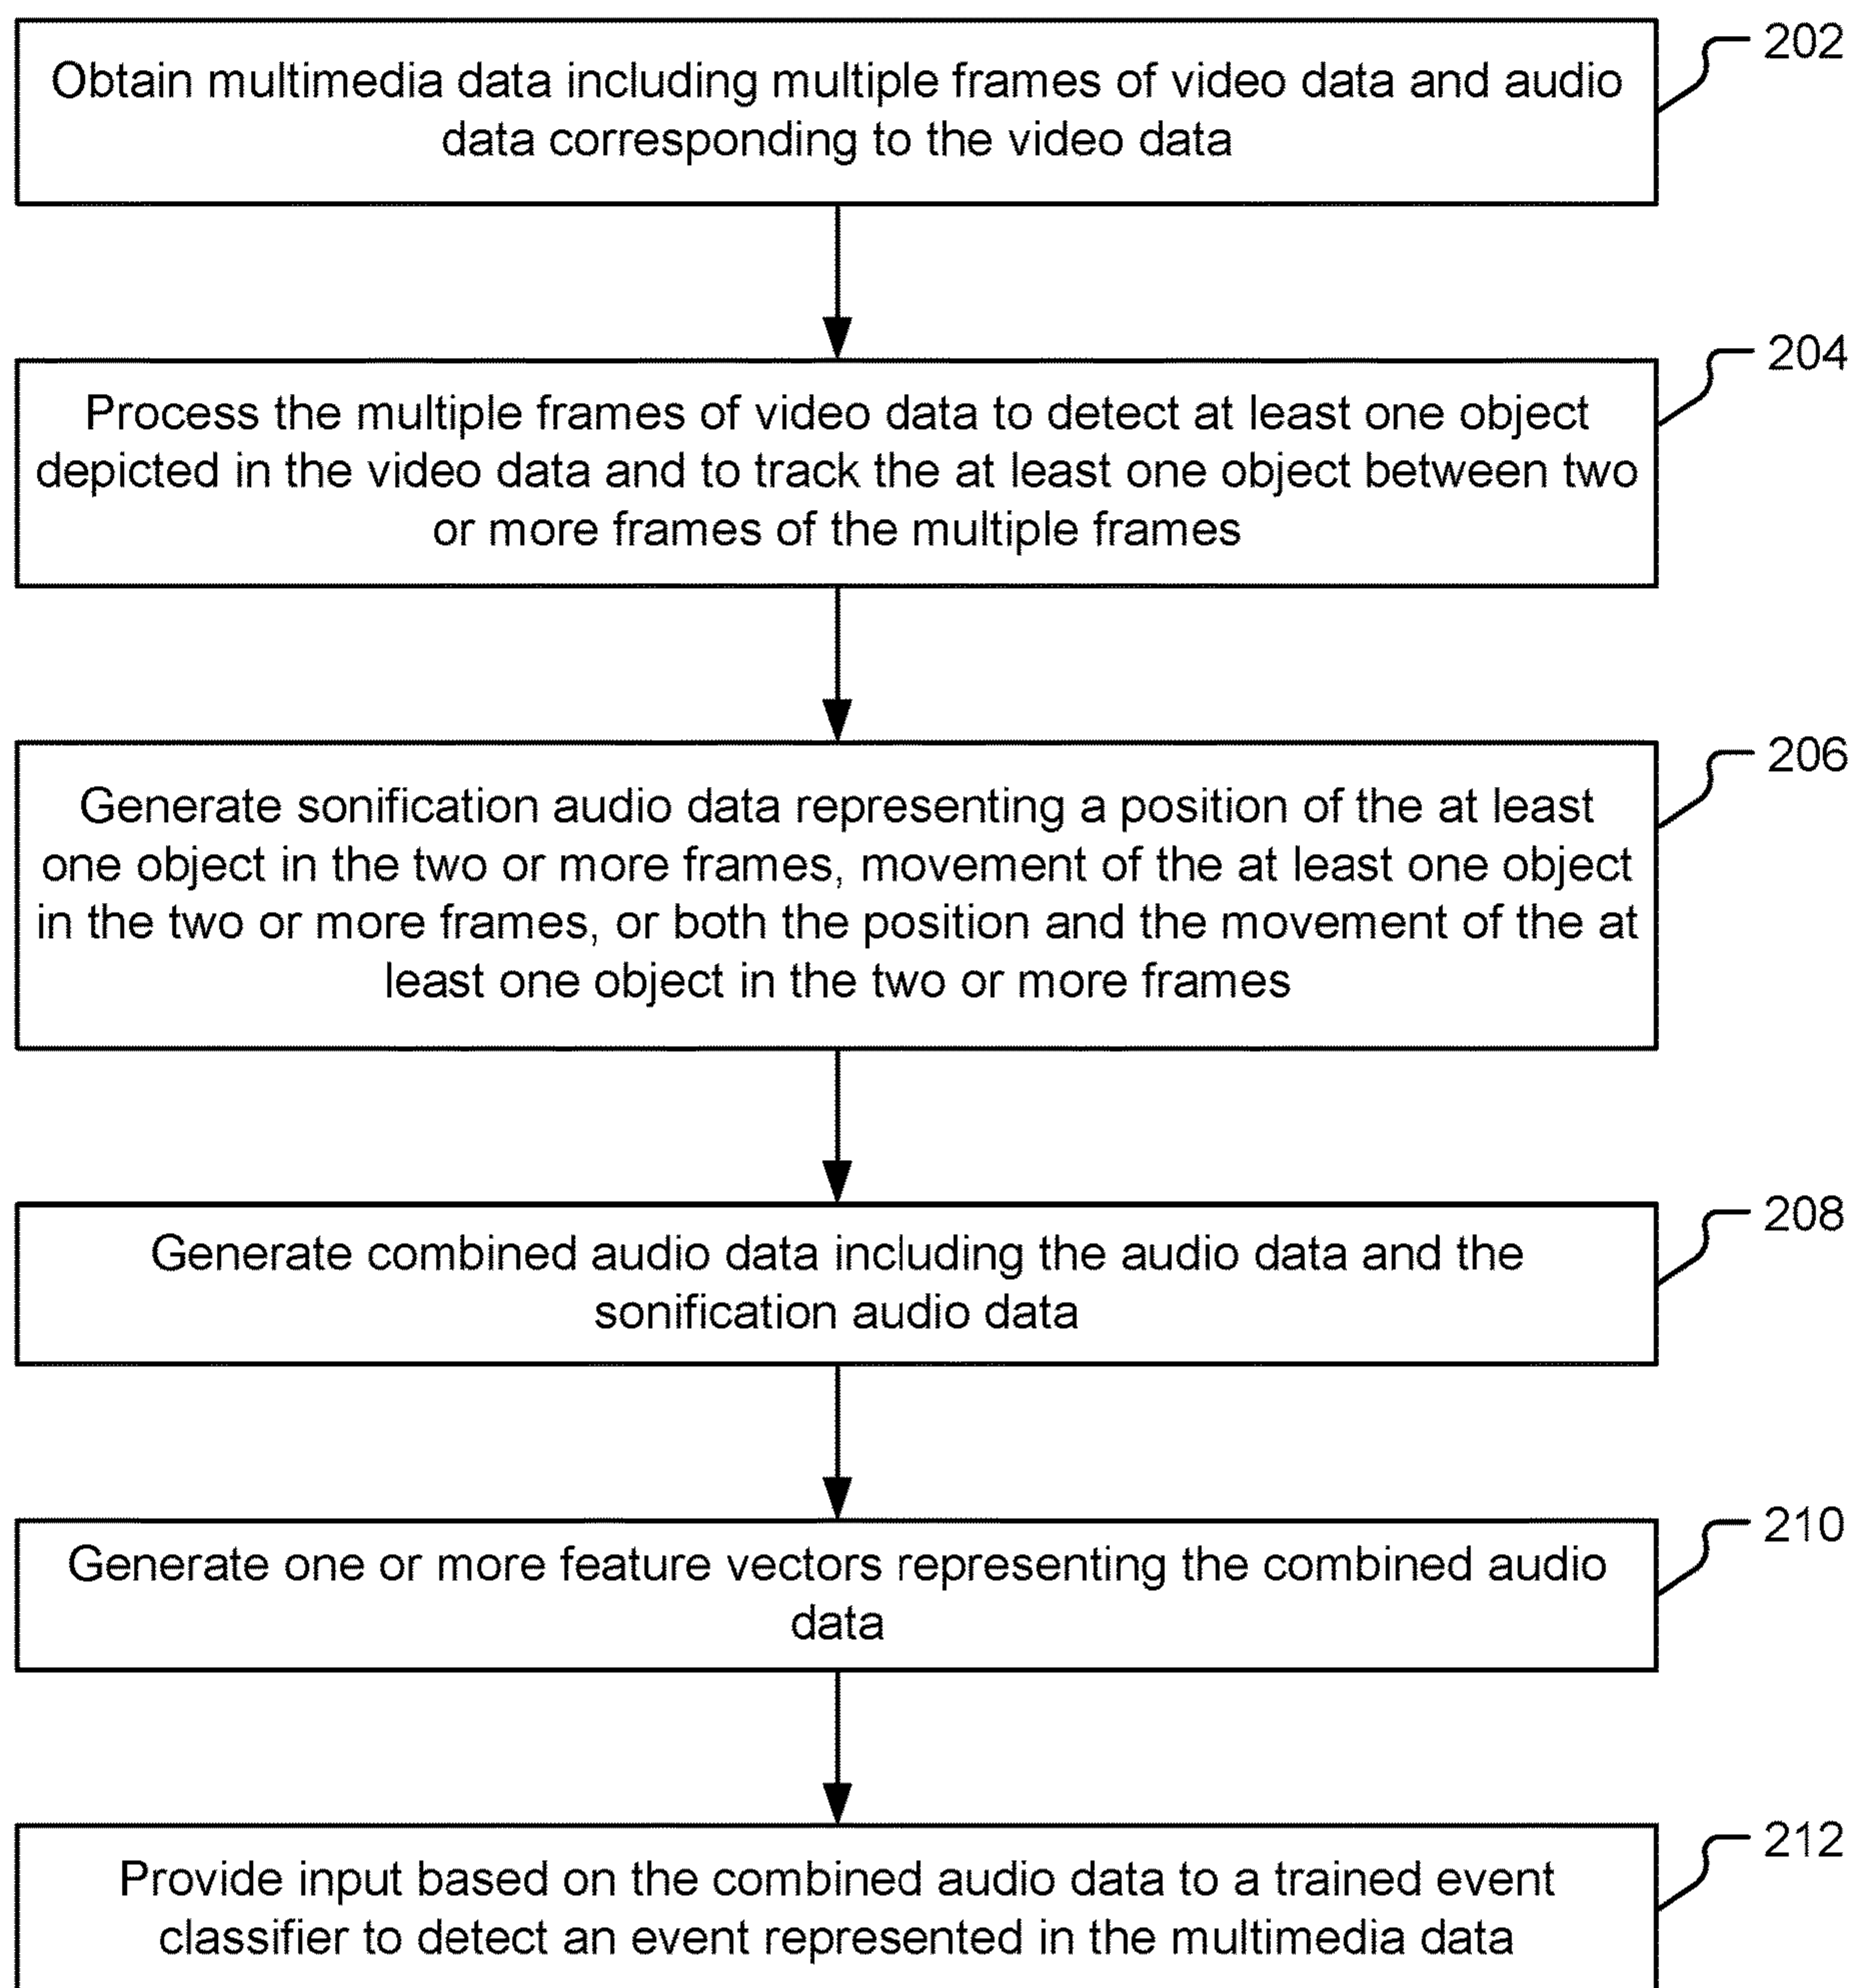 202
Obtain multimedia data including multiple frames of video data and audio
data corresponding to the video data
204
Process the multiple frames of video data to detect at least one object
depicted in the video data and to track the at least one object between two
or more frames of the multiple frames
206
Generate sonification audio data representing a position of the at least
one object in the two or more frames, movement of the at least one object
in the two or more frames, or both the position and the movement of the at
least one object in the two or more frames
208
Generate combined audio data including the audio data and the
sonification audio data
210
Generate one or more feature vectors representing the combined audio
data
212
Provide input based on the combined audio data to a trained event
classifier to detect an event represented in the multimedia data